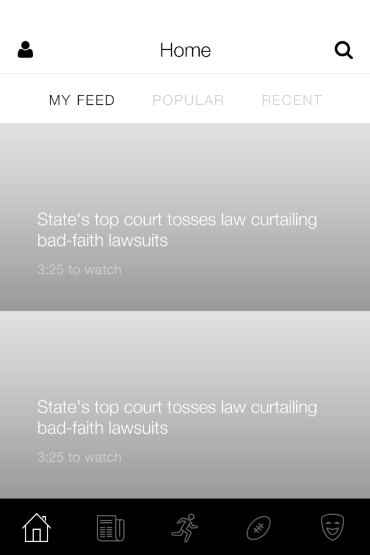 Home
MY FEED POPULAR RECENT
State's top court tosses law curtailing
bad-faith lawsuits
3:25 to watch
State's top court tosses law curtailing
bad-faith lawsuits
3:25 to watch